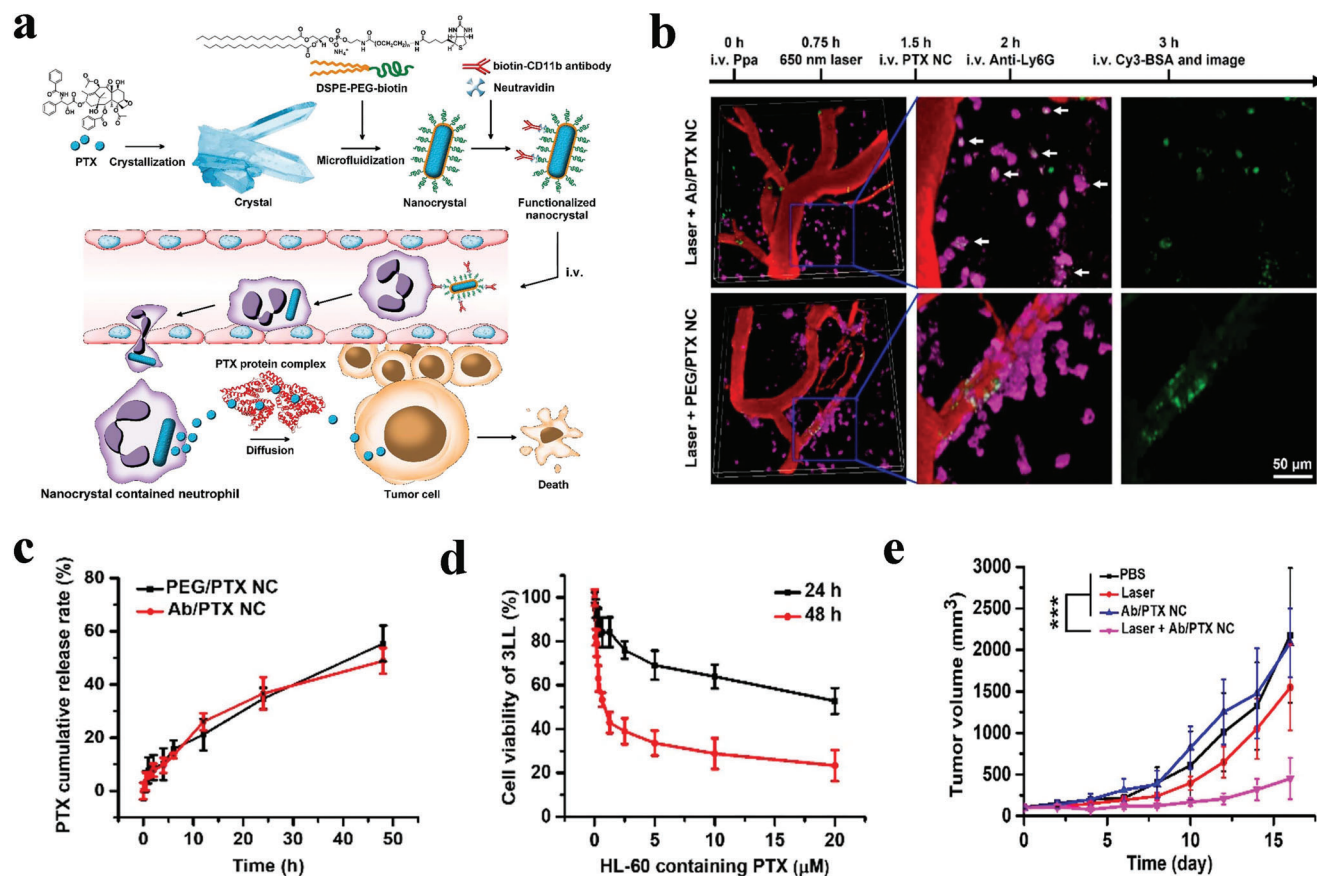 a
DSPE-PEG-biotin
biotin-CD11b antibody
Neutravidin
PTX
Crystallization
Crystal
Microfluidization
Nanocrystal
Functionalized
nanocrystal
i.v.
PTX protein complex
Diffusion
Nanocrystal contained neutrophil
Tumor cell
Death
b
0 h 0.75 h 1.5 h 2 h 3 h
i.v. Ppa 650 nm laser i.v. PTX NC i.v. Anti-Ly6G i.v. Cy3-BSA and image
Laser + Ab/PTX NC
Laser + PEG/PTX NC
50 µm
c
PTX cumulative release rate (%)
80
60
40
20
0
PEG/PTX NC
Ab/PTX NC
0 10 20 30 40 50
Time (h)
d
Cell viability of 3LL (%)
100
80
60
40
20
0
24 h
48 h
0 5 10 15 20
HL-60 containing PTX (µM)
e
Tumor volume (mm³)
3000
2500
2000
1500
1000
500
0
***
PBS
Laser
Ab/PTX NC
Laser + Ab/PTX NC
0 5 10 15
Time (day)